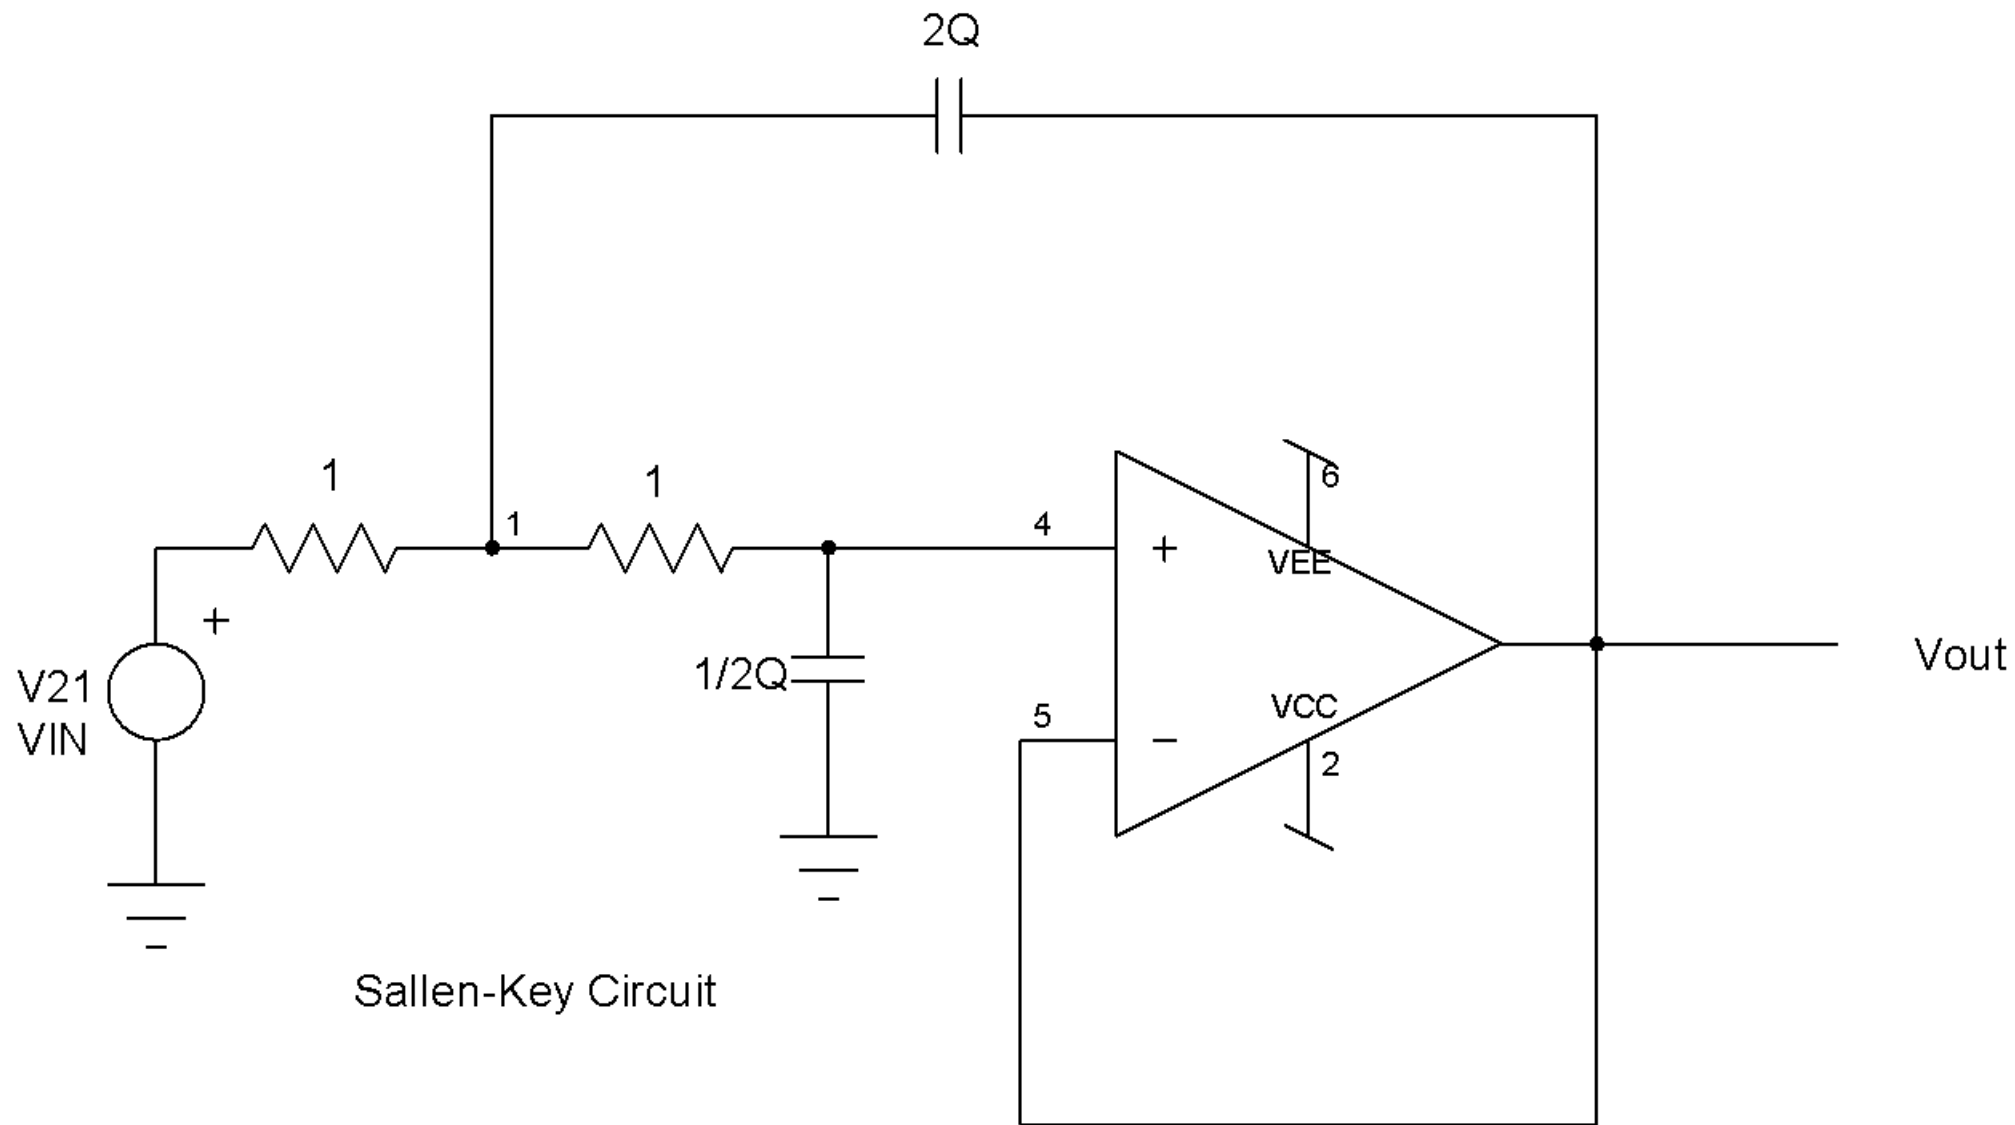 2Q
1
1
1
4
+
6
VEE
+
V21
VIN
1/2Q
5
−
VCC
2
Vout
Sallen-Key Circuit